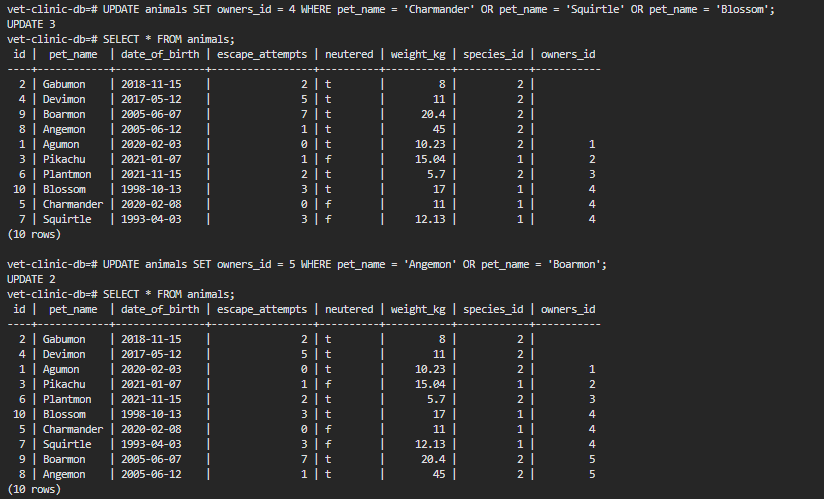 vet-clinic-db=# UPDATE animals SET owners_id = 4 WHERE pet_name = 'Charmander' OR pet_name = 'Squirtle' OR pet_name = 'Blossom';
UPDATE 3
vet-clinic-db=# SELECT * FROM animals;
 id |  pet_name  | date_of_birth | escape_attempts | neutered | weight_kg | species_id | owners_id
----+------------+---------------+-----------------+----------+-----------+------------+-----------
  2 | Gabumon    | 2018-11-15    |               2 | t        |         8 |          2 |
  4 | Devimon    | 2017-05-12    |               5 | t        |        11 |          2 |
  9 | Boarmon    | 2005-06-07    |               7 | t        |      20.4 |          2 |
  8 | Angemon    | 2005-06-12    |               1 | t        |        45 |          2 |
  1 | Agumon     | 2020-02-03    |               0 | t        |     10.23 |          2 |         1
  3 | Pikachu    | 2021-01-07    |               1 | f        |     15.04 |          1 |         2
  6 | Plantmon   | 2021-11-15    |               2 | t        |       5.7 |          2 |         3
 10 | Blossom    | 1998-10-13    |               3 | t        |        17 |          1 |         4
  5 | Charmander | 2020-02-08    |               0 | f        |        11 |          1 |         4
  7 | Squirtle   | 1993-04-03    |               3 | f        |     12.13 |          1 |         4
(10 rows)
vet-clinic-db=# UPDATE animals SET owners_id = 5 WHERE pet_name = 'Angemon' OR pet_name = 'Boarmon';
UPDATE 2
vet-clinic-db=# SELECT * FROM animals;
 id |  pet_name  | date_of_birth | escape_attempts | neutered | weight_kg | species_id | owners_id
----+------------+---------------+-----------------+----------+-----------+------------+-----------
  2 | Gabumon    | 2018-11-15    |               2 | t        |         8 |          2 |
  4 | Devimon    | 2017-05-12    |               5 | t        |        11 |          2 |
  1 | Agumon     | 2020-02-03    |               0 | t        |     10.23 |          2 |         1
  3 | Pikachu    | 2021-01-07    |               1 | f        |     15.04 |          1 |         2
  6 | Plantmon   | 2021-11-15    |               2 | t        |       5.7 |          2 |         3
 10 | Blossom    | 1998-10-13    |               3 | t        |        17 |          1 |         4
  5 | Charmander | 2020-02-08    |               0 | f        |        11 |          1 |         4
  7 | Squirtle   | 1993-04-03    |               3 | f        |     12.13 |          1 |         4
  9 | Boarmon    | 2005-06-07    |               7 | t        |      20.4 |          2 |         5
  8 | Angemon    | 2005-06-12    |               1 | t        |        45 |          2 |         5
(10 rows)